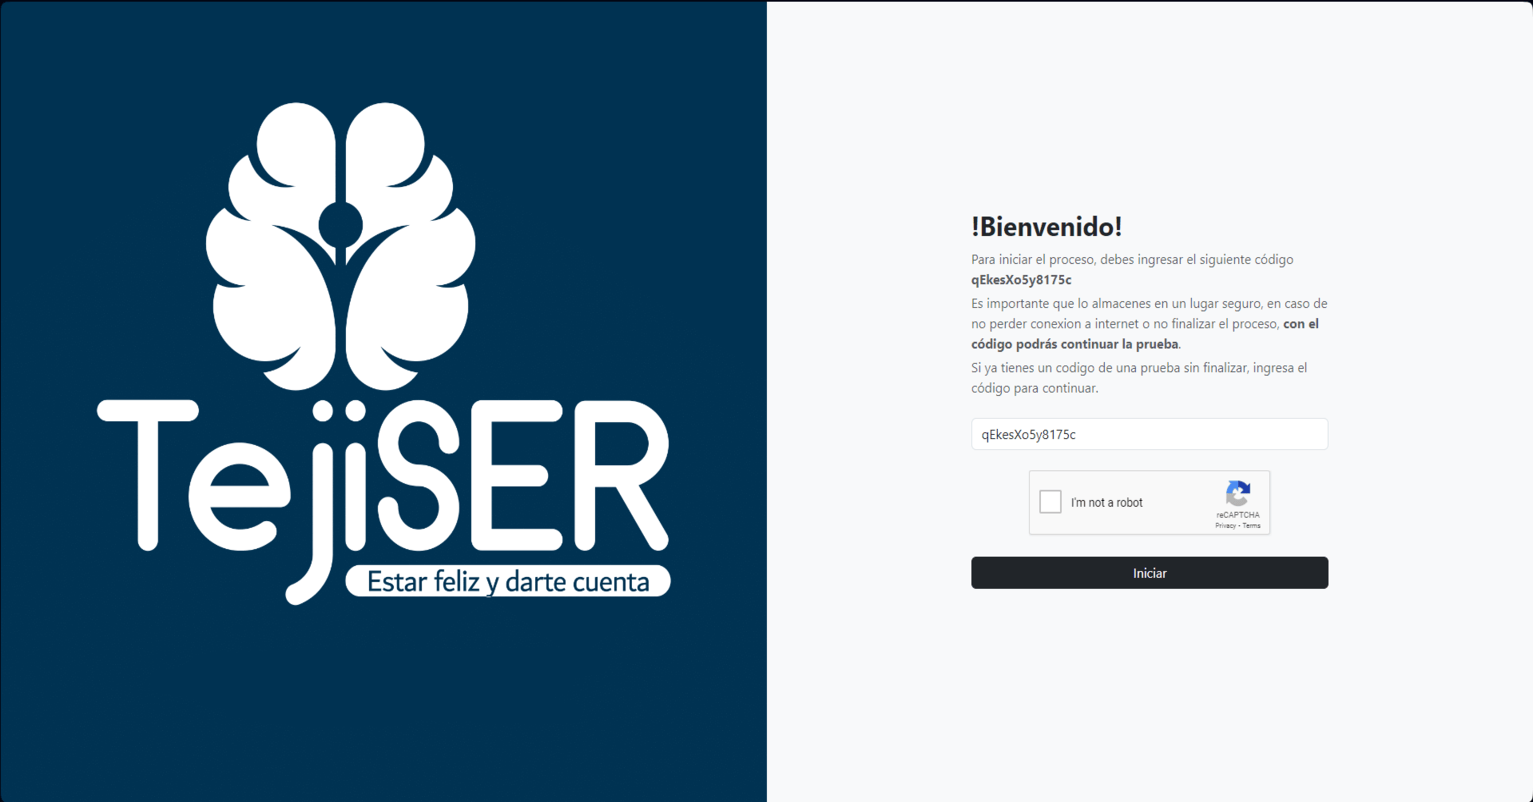 TejiSER
Estar feliz y darte cuenta
!Bienvenido!
Para iniciar el proceso, debes ingresar el siguiente código
qEkesXo5y8175c
Es importante que lo almacenes en un lugar seguro, en caso de
no perder conexion a internet o no finalizar el proceso, con el
código podrás continuar la prueba.
Si ya tienes un codigo de una prueba sin finalizar, ingresa el
código para continuar.
qEkesXo5y8175c
I'm not a robot
reCAPTCHA
Privacy - Terms
Iniciar